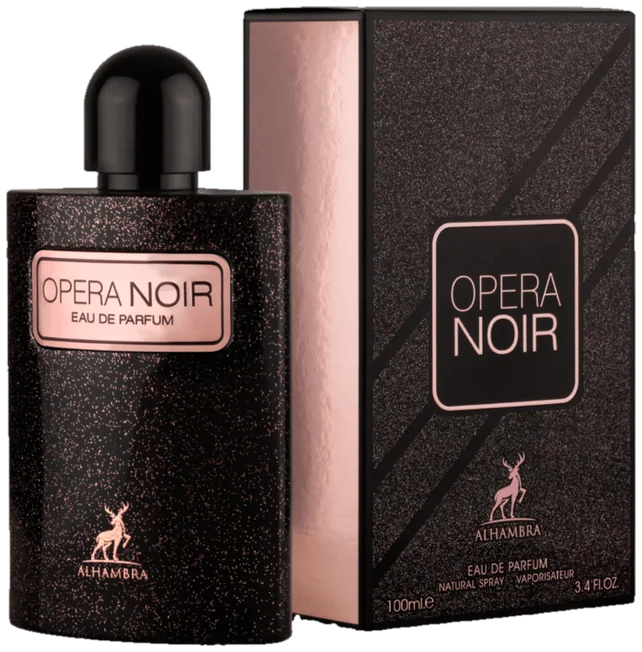 OPERA NOIR
EAU DE PARFUM
ALHAMBRA
OPERA
NOIR
ALHAMBRA
EAU DE PARFUM
NATURAL SPRAY - VAPORISATEUR
100ml.e
3.4 FL.OZ.